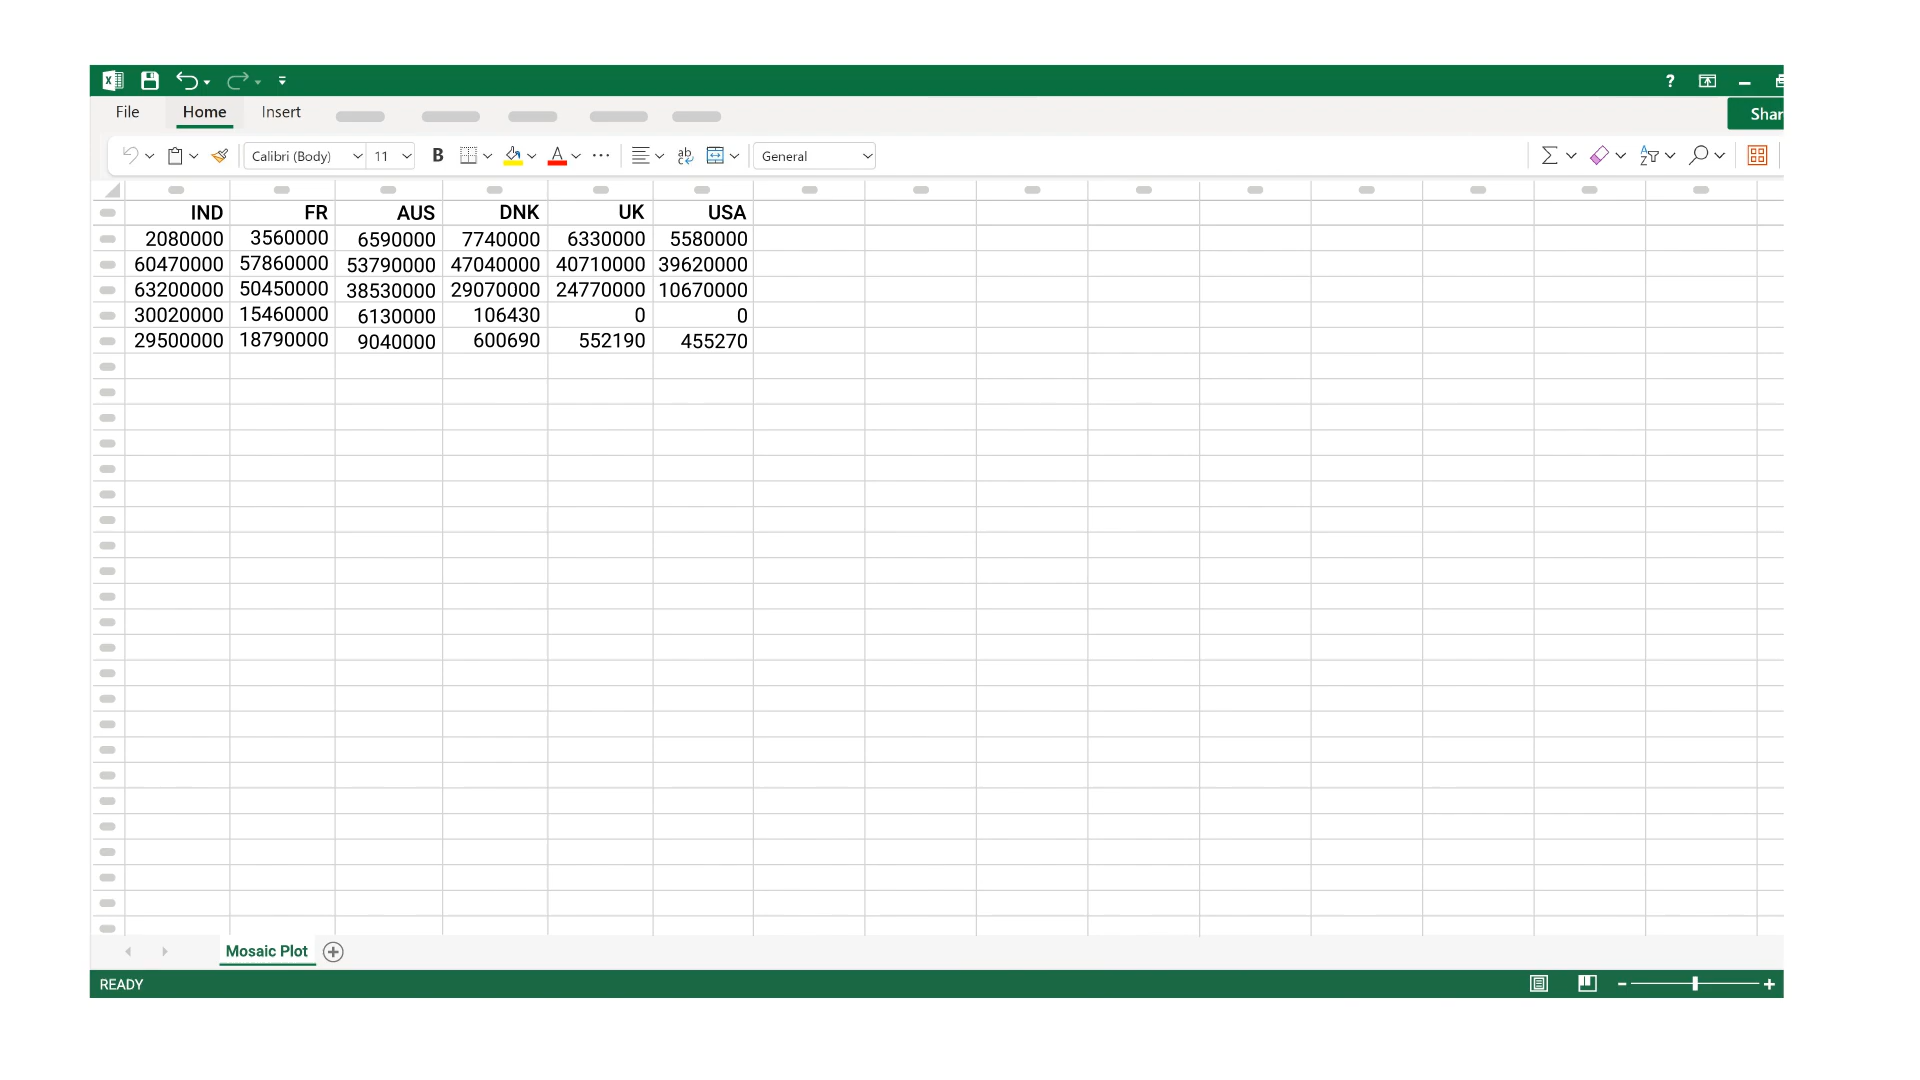 File Home Insert
Shar
Calibri (Body) 11 B A ab c General
IND FR AUS DNK UK USA
2080000 3560000 6590000 7740000 6330000 5580000
60470000 57860000 53790000 47040000 40710000 39620000
63200000 50450000 38530000 29070000 24770000 10670000
30020000 15460000 6130000 106430 0 0
29500000 18790000 9040000 600690 552190 455270
Mosaic Plot
READY